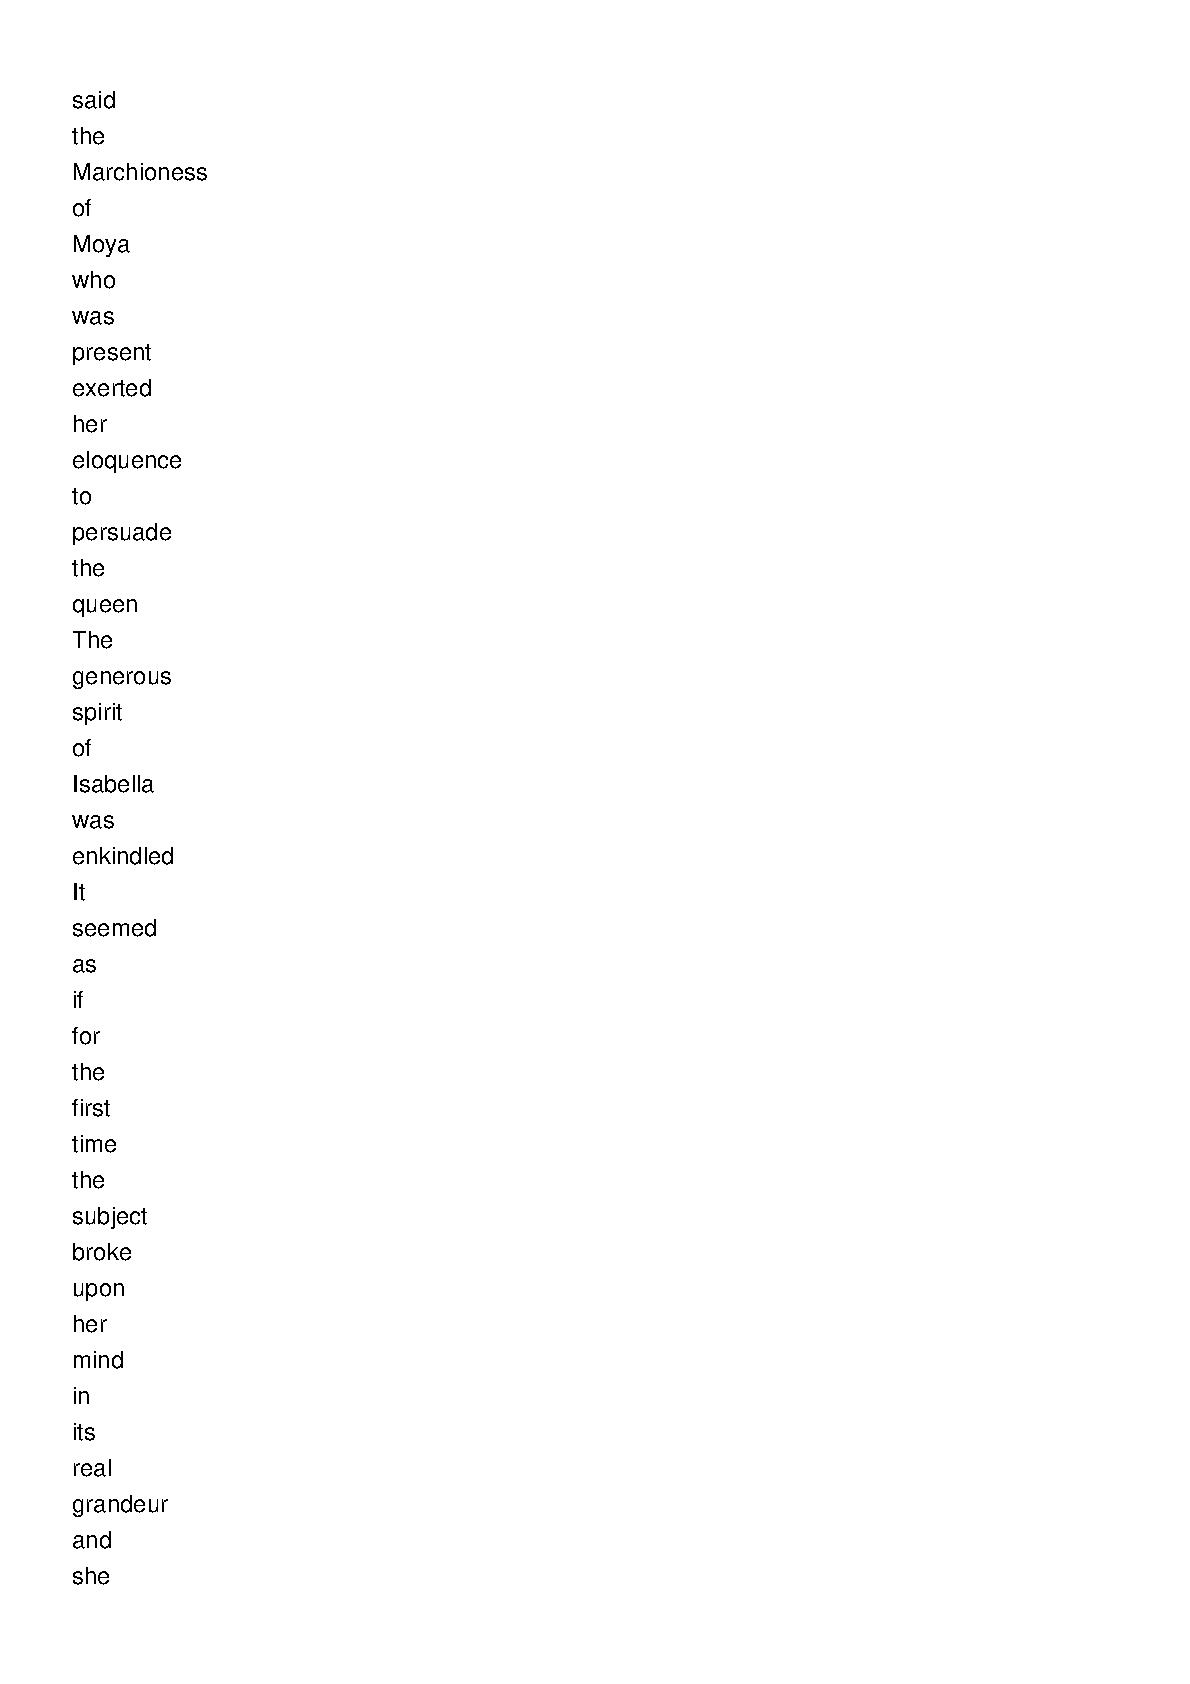 said
the
Marchioness
of
Moya
who
was
present
exerted
her
eloquence
to
persuade
the
queen
The
generous
spirit
of
Isabella
was
enkindled
It
seemed
as
if
for
the
first
time
the
subject
broke
upon
her
mind
in
its
real
grandeur
and
she